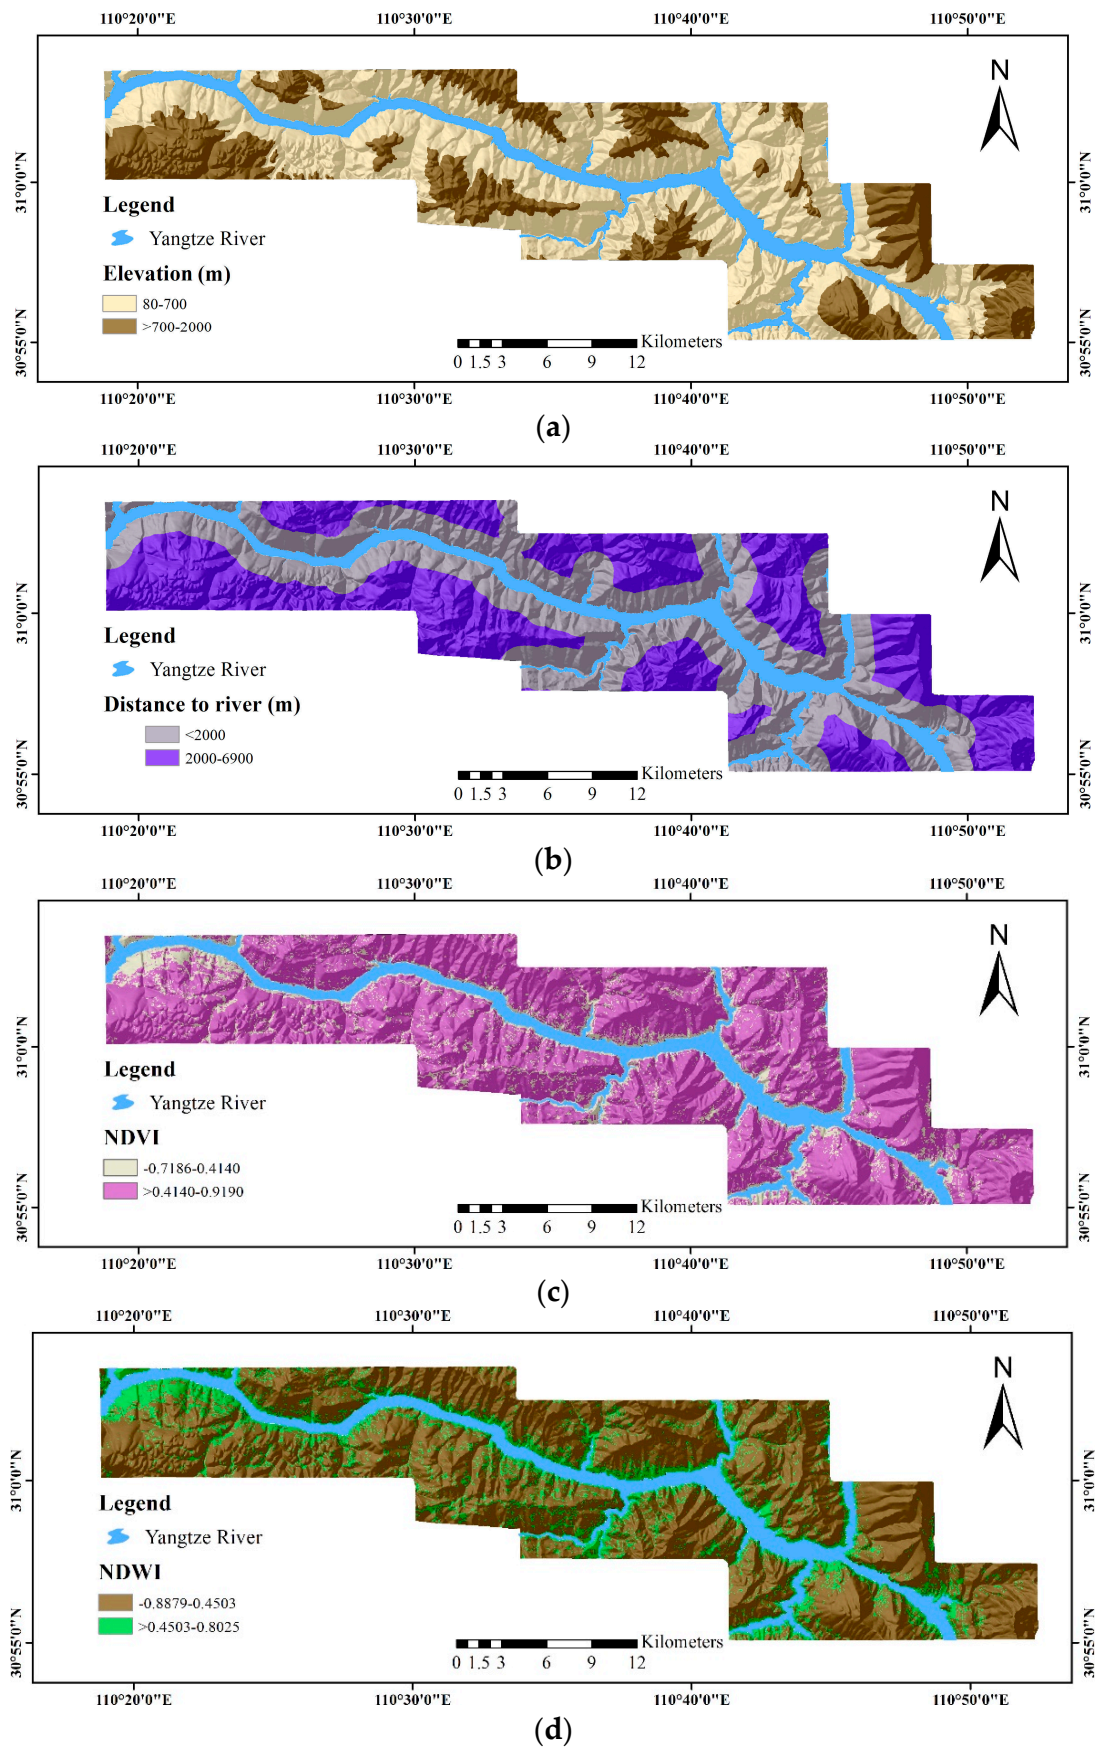 110°20'0"E 110°30'0"E 110°40'0"E 110°50'0"E
N
31°0'0"N 31°0'0"N
Legend
Yangtze River
Elevation (m)
80-700
>700-2000
Kilometers
0 1.5 3 6 9 12
30°55'0"N 30°55'0"N
110°20'0"E 110°30'0"E 110°40'0"E 110°50'0"E
(a)
110°20'0"E 110°30'0"E 110°40'0"E 110°50'0"E
N
31°0'0"N 31°0'0"N
Legend
Yangtze River
Distance to river (m)
<2000
2000-6900
Kilometers
0 1.5 3 6 9 12
30°55'0"N 30°55'0"N
110°20'0"E 110°30'0"E 110°40'0"E 110°50'0"E
(b)
110°20'0"E 110°30'0"E 110°40'0"E 110°50'0"E
N
31°0'0"N 31°0'0"N
Legend
Yangtze River
NDVI
-0.7186-0.4140
>0.4140-0.9190
Kilometers
0 1.5 3 6 9 12
30°55'0"N 30°55'0"N
110°20'0"E 110°30'0"E 110°40'0"E 110°50'0"E
(c)
110°20'0"E 110°30'0"E 110°40'0"E 110°50'0"E
N
31°0'0"N 31°0'0"N
Legend
Yangtze River
NDWI
-0.8879-0.4503
>0.4503-0.8025
Kilometers
0 1.5 3 6 9 12
30°55'0"N 30°55'0"N
110°20'0"E 110°30'0"E 110°40'0"E 110°50'0"E
(d)